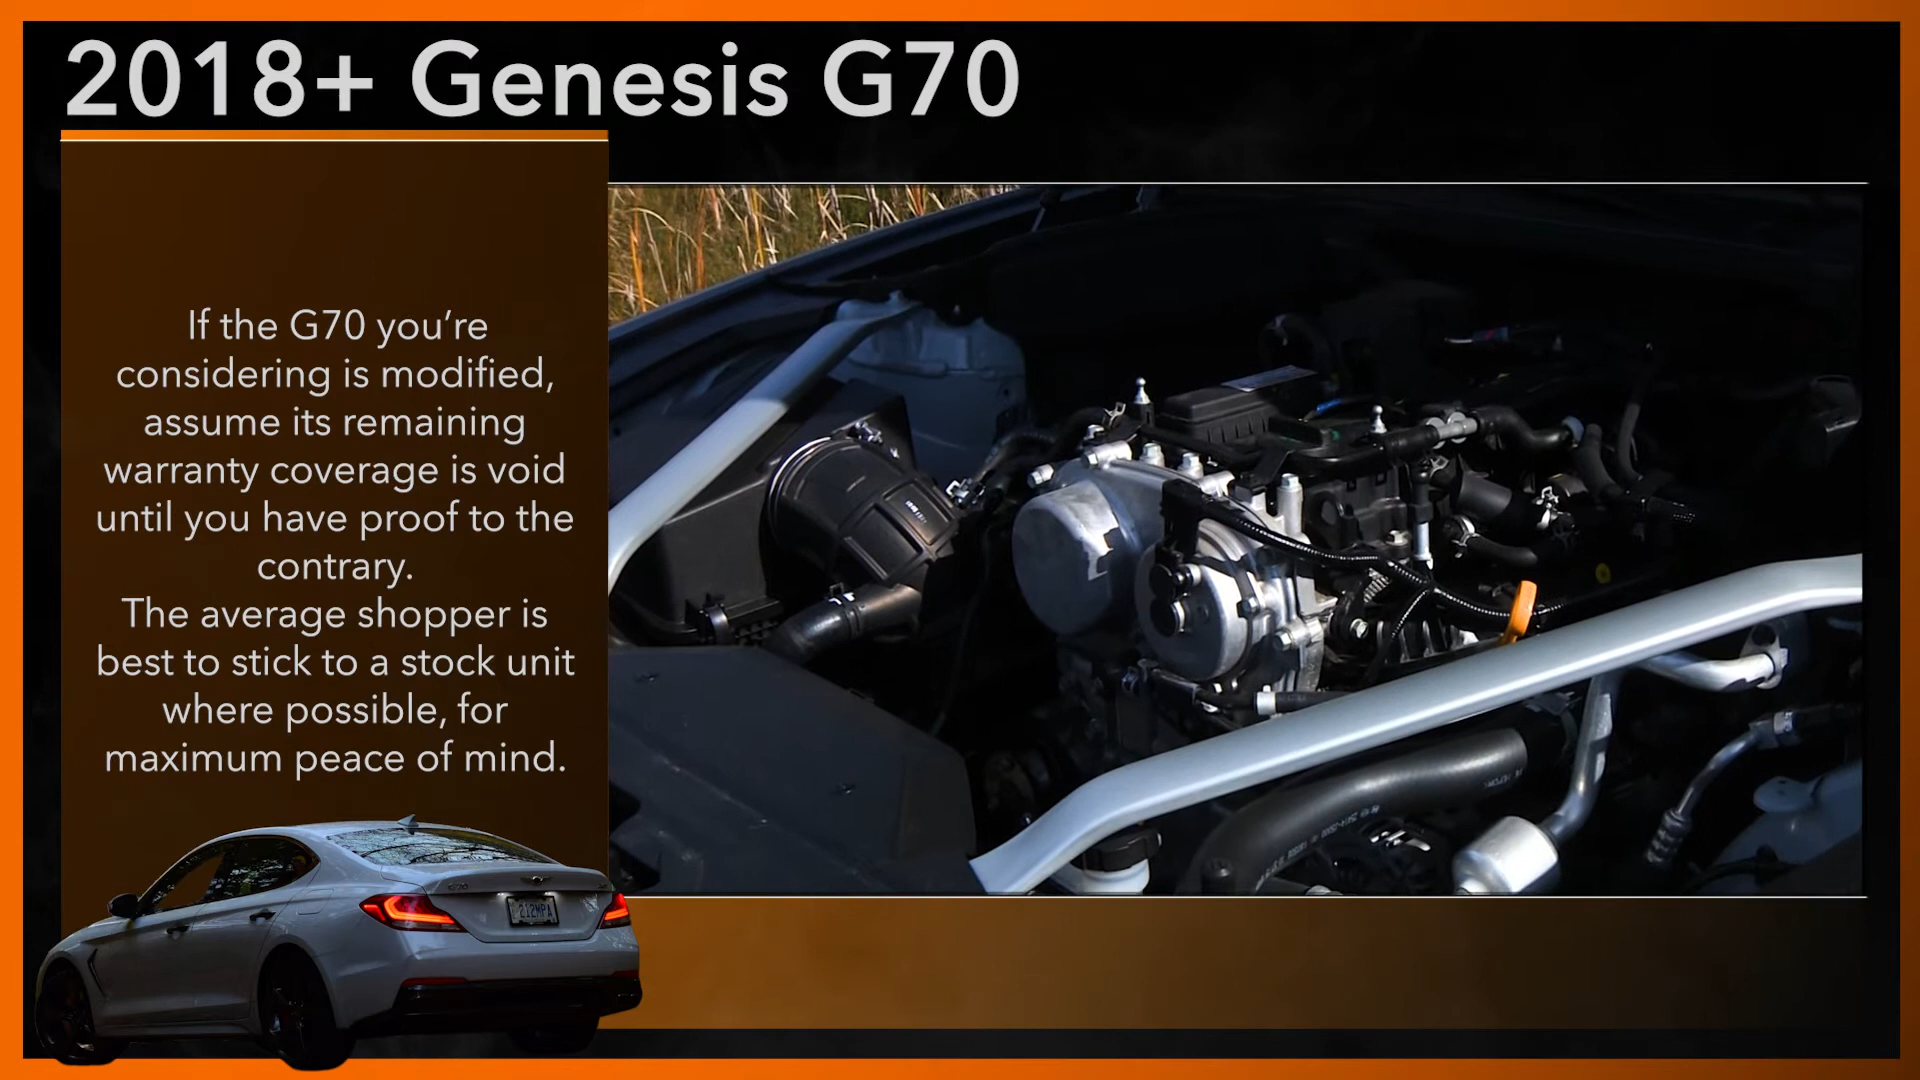 2018+ Genesis G70
If the G70 you’re
considering is modified,
assume its remaining
warranty coverage is void
until you have proof to the
contrary.
The average shopper is
best to stick to a stock unit
where possible, for
maximum peace of mind.
G70
212MPA